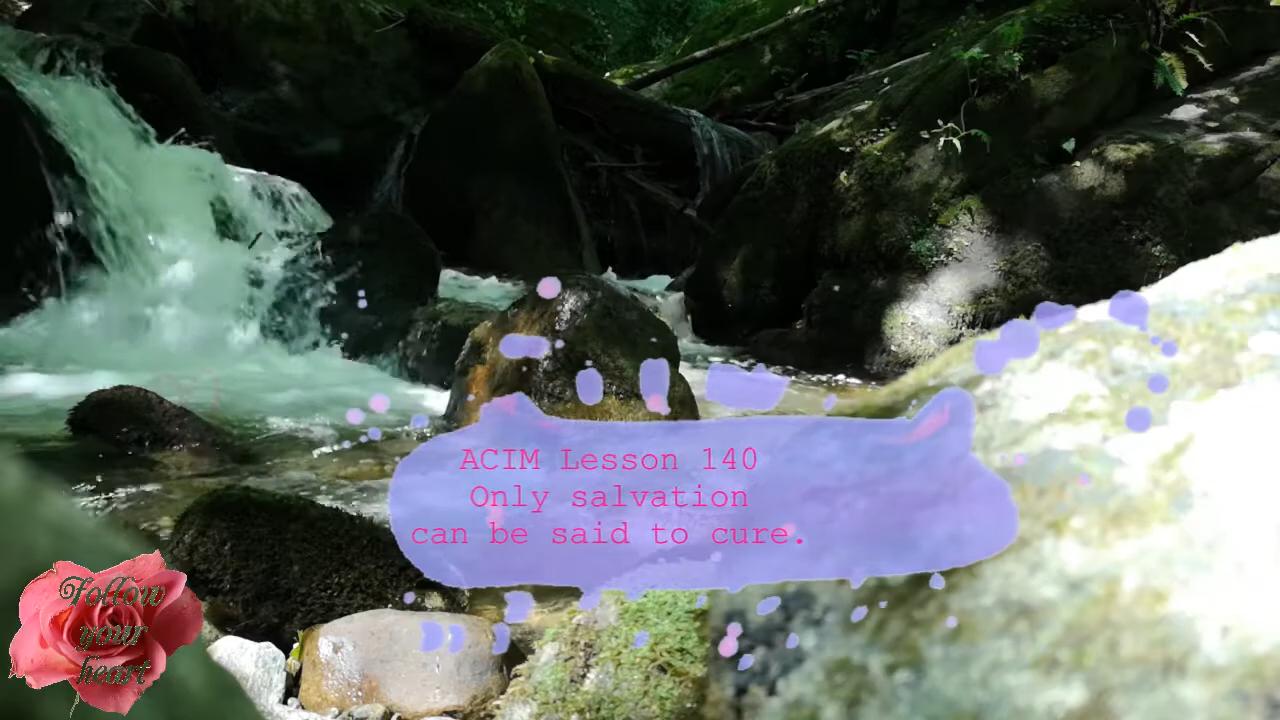 ACIM Lesson 140
Only salvation
can be said to cure.
Follow
your
heart